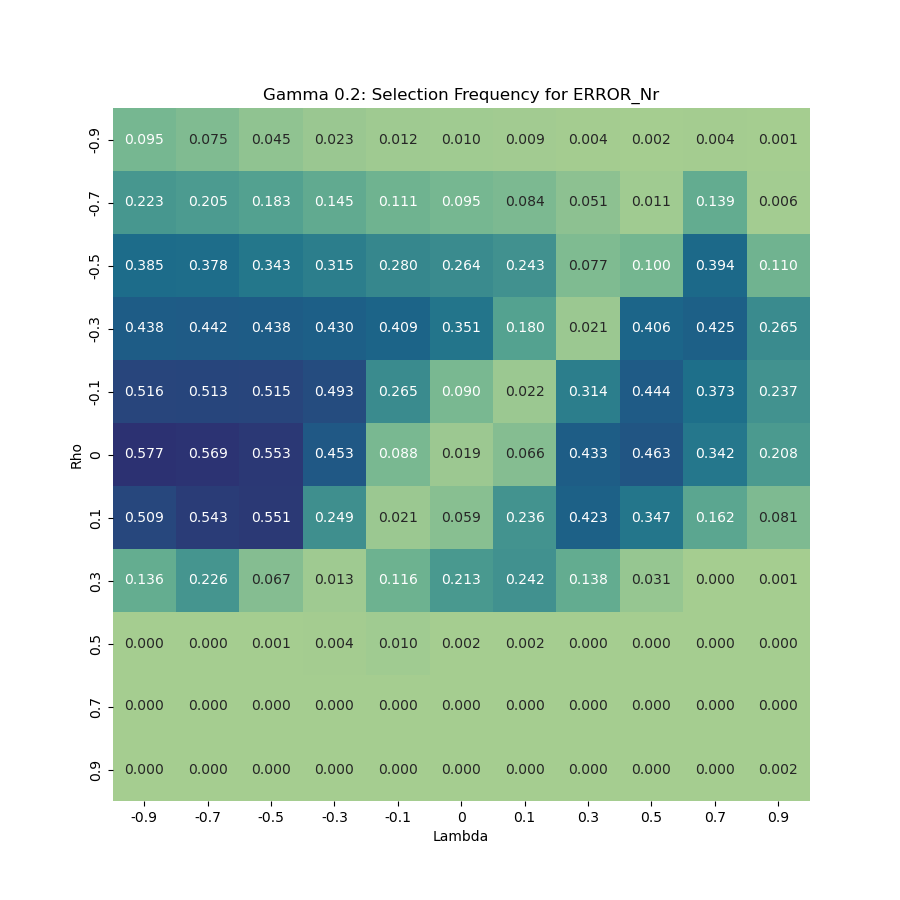 Gamma 0.2: Selection Frequency for ERROR_Nr
-0.9 0.095 0.075 0.045 0.023 0.012 0.010 0.009 0.004 0.002 0.004 0.001
-0.7 0.223 0.205 0.183 0.145 0.111 0.095 0.084 0.051 0.011 0.139 0.006
-0.5 0.385 0.378 0.343 0.315 0.280 0.264 0.243 0.077 0.100 0.394 0.110
-0.3 0.438 0.442 0.438 0.430 0.409 0.351 0.180 0.021 0.406 0.425 0.265
-0.1 0.516 0.513 0.515 0.493 0.265 0.090 0.022 0.314 0.444 0.373 0.237
Rho
0 0.577 0.569 0.553 0.453 0.088 0.019 0.066 0.433 0.463 0.342 0.208
0.1 0.509 0.543 0.551 0.249 0.021 0.059 0.236 0.423 0.347 0.162 0.081
0.3 0.136 0.226 0.067 0.013 0.116 0.213 0.242 0.138 0.031 0.000 0.001
0.5 0.000 0.000 0.001 0.004 0.010 0.002 0.002 0.000 0.000 0.000 0.000
0.7 0.000 0.000 0.000 0.000 0.000 0.000 0.000 0.000 0.000 0.000 0.000
0.9 0.000 0.000 0.000 0.000 0.000 0.000 0.000 0.000 0.000 0.000 0.002
-0.9 -0.7 -0.5 -0.3 -0.1 0 0.1 0.3 0.5 0.7 0.9
Lambda